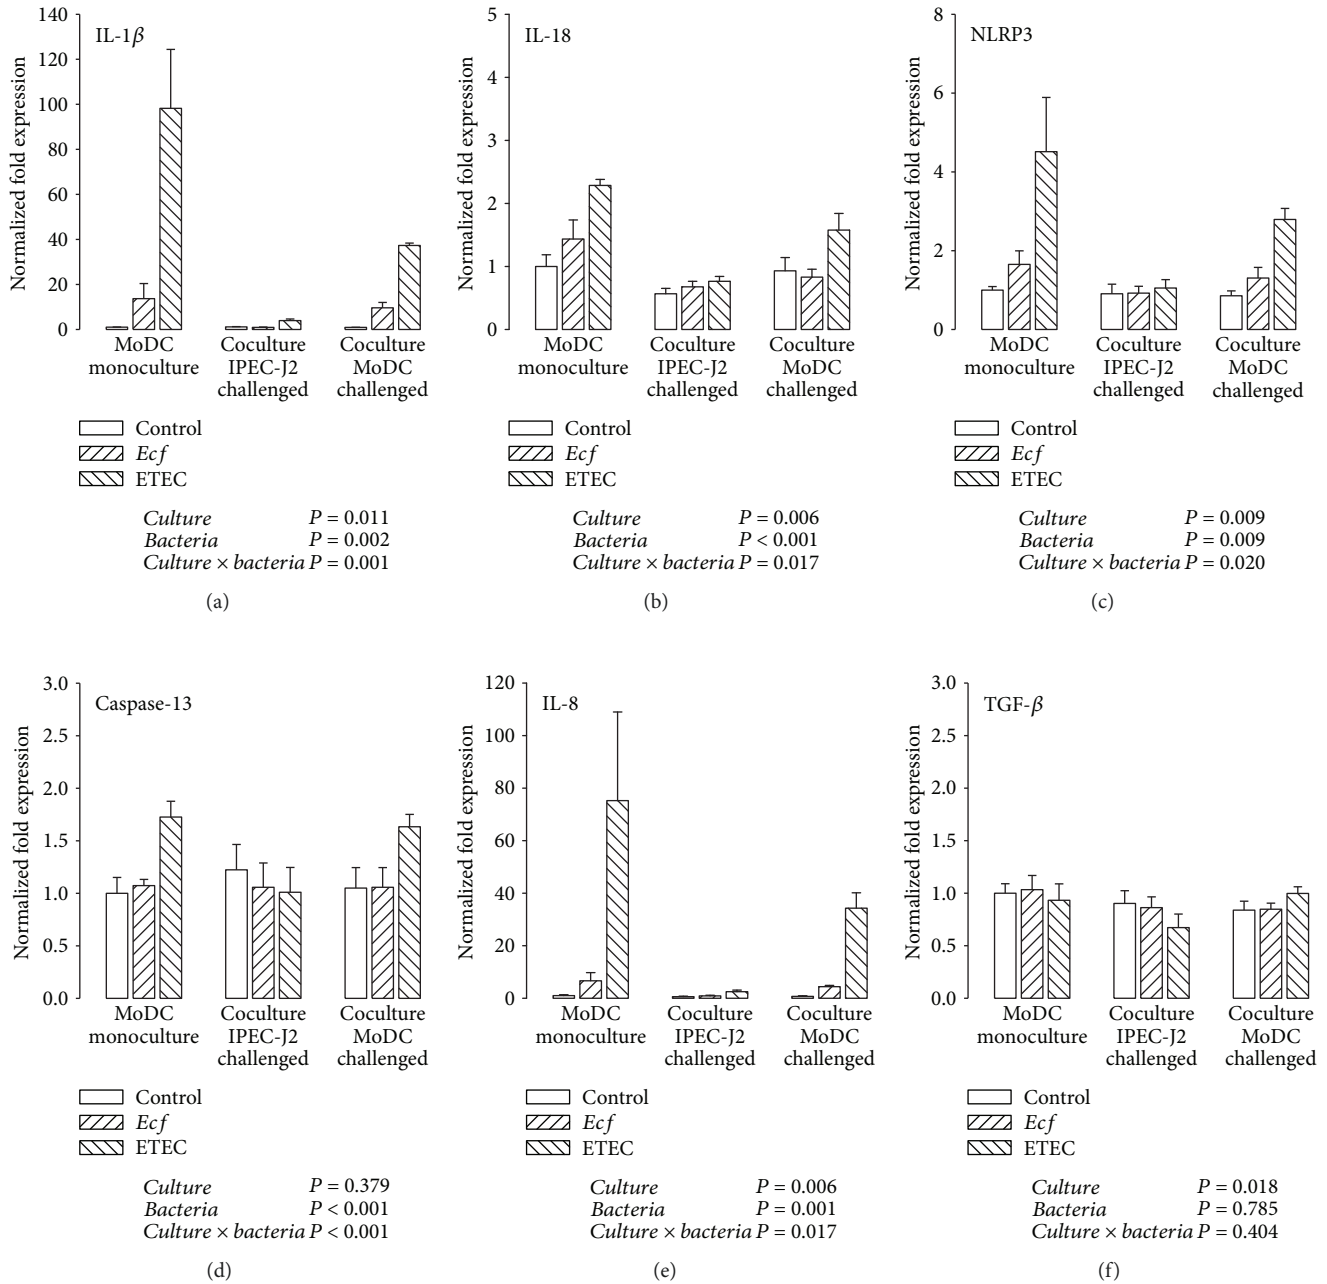 IL-1β
Normalized fold expression
140
120
100
80
60
40
20
0
MoDC monoculture
Coculture IPEC-J2 challenged
Coculture MoDC challenged
Control
Ecf
ETEC
Culture P = 0.011
Bacteria P = 0.002
Culture × bacteria P = 0.001
(a)
IL-18
Normalized fold expression
5
4
3
2
1
0
MoDC monoculture
Coculture IPEC-J2 challenged
Coculture MoDC challenged
Control
Ecf
ETEC
Culture P = 0.006
Bacteria P < 0.001
Culture × bacteria P = 0.017
(b)
NLRP3
Normalized fold expression
8
6
4
2
0
MoDC monoculture
Coculture IPEC-J2 challenged
Coculture MoDC challenged
Control
Ecf
ETEC
Culture P = 0.009
Bacteria P = 0.009
Culture × bacteria P = 0.020
(c)
Caspase-13
Normalized fold expression
3.0
2.5
2.0
1.5
1.0
0.5
0.0
MoDC monoculture
Coculture IPEC-J2 challenged
Coculture MoDC challenged
Control
Ecf
ETEC
Culture P = 0.379
Bacteria P < 0.001
Culture × bacteria P < 0.001
(d)
IL-8
Normalized fold expression
120
100
80
60
40
20
0
MoDC monoculture
Coculture IPEC-J2 challenged
Coculture MoDC challenged
Control
Ecf
ETEC
Culture P = 0.006
Bacteria P = 0.001
Culture × bacteria P = 0.017
(e)
TGF-β
Normalized fold expression
3.0
2.5
2.0
1.5
1.0
0.5
0.0
MoDC monoculture
Coculture IPEC-J2 challenged
Coculture MoDC challenged
Control
Ecf
ETEC
Culture P = 0.018
Bacteria P = 0.785
Culture × bacteria P = 0.404
(f)